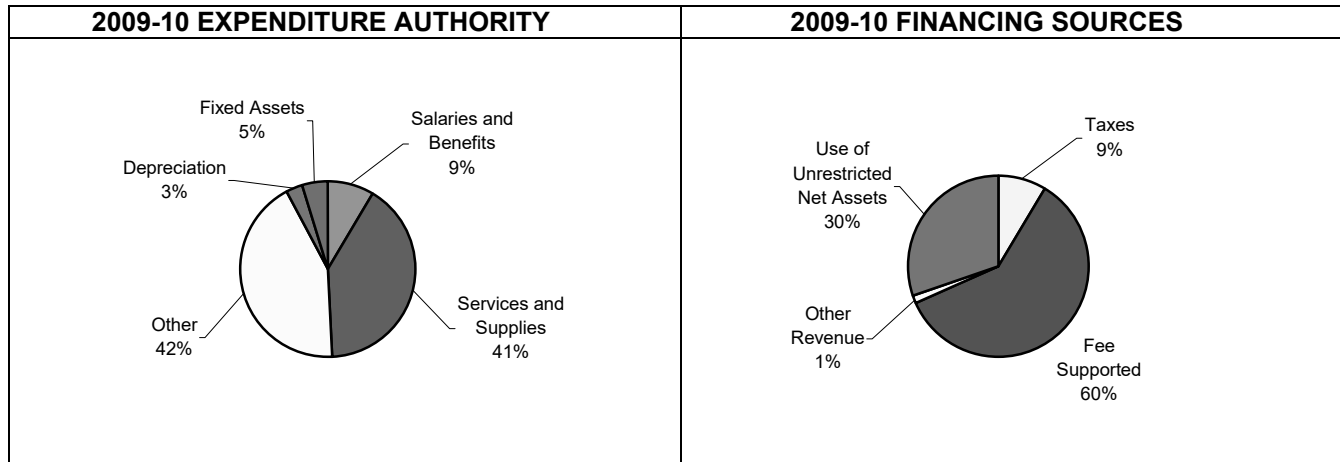 2009-10 EXPENDITURE AUTHORITY
Fixed Assets
5%
Salaries and
Benefits
9%
Depreciation
3%
Other
42%
Services and
Supplies
41%
2009-10 FINANCING SOURCES
Taxes
9%
Use of
Unrestricted
Net Assets
30%
Other
Revenue
1%
Fee
Supported
60%